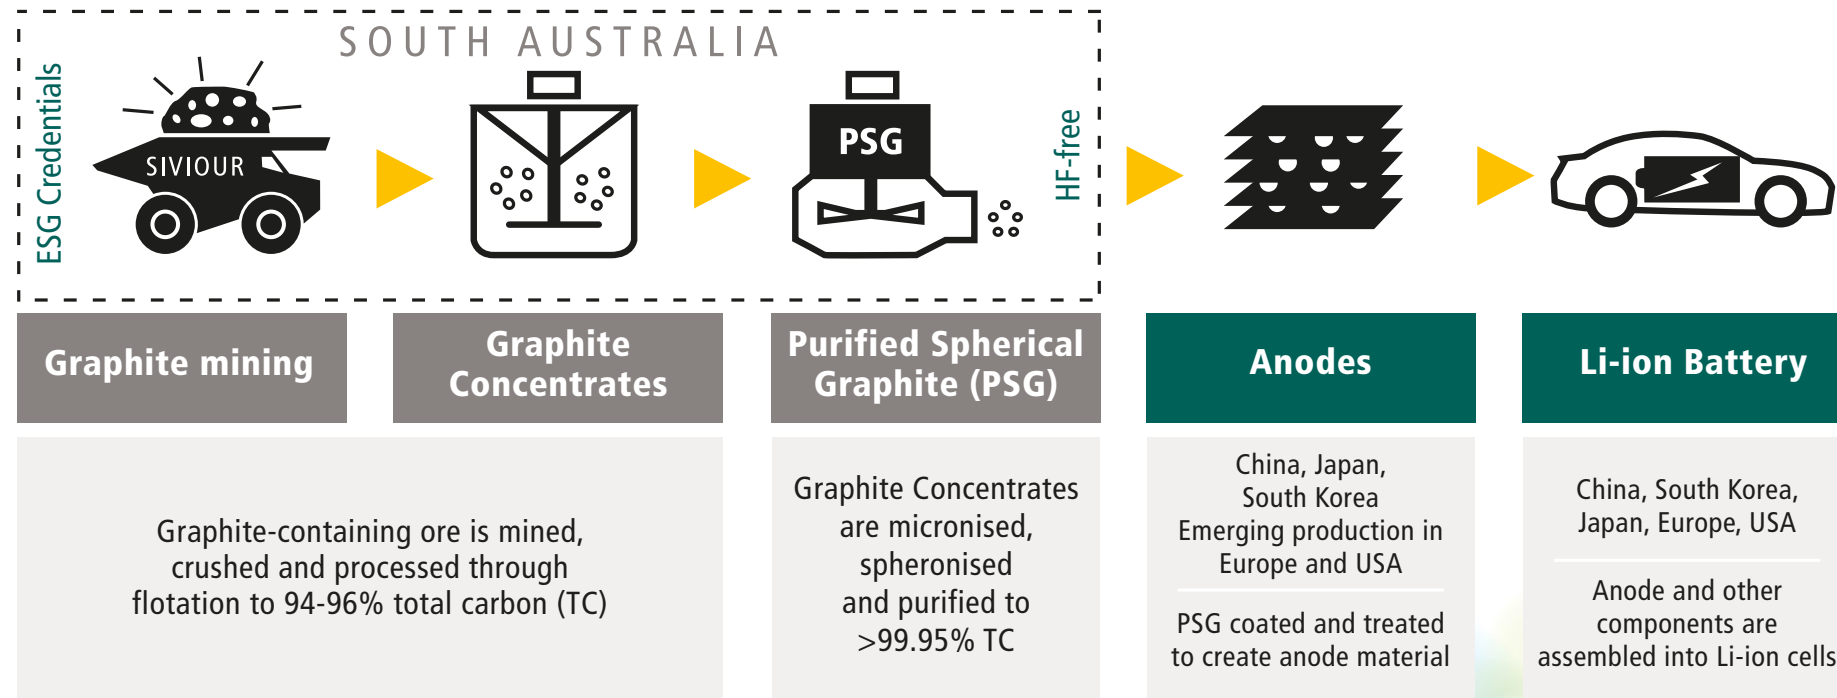 SOUTH AUSTRALIA
ESG Credentials
SIVIOUR
PSG
HF-free
Graphite mining
Graphite
Concentrates
Purified Spherical
Graphite (PSG)
Anodes
Li-ion Battery
Graphite-containing ore is mined,
crushed and processed through
flotation to 94-96% total carbon (TC)
Graphite Concentrates
are micronised,
spheronised
and purified to
>99.95% TC
China, Japan,
South Korea
Emerging production in
Europe and USA
PSG coated and treated
to create anode material
China, South Korea,
Japan, Europe, USA
Anode and other
components are
assembled into Li-ion cells